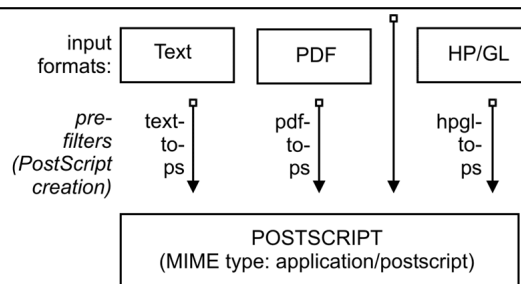 input
formats:
Text
PDF
HP/GL
pre-
filters
(PostScript
creation)
text-
to-
ps
pdf-
to-
ps
hpgl-
to-
ps
POSTSCRIPT
(MIME type: application/postscript)